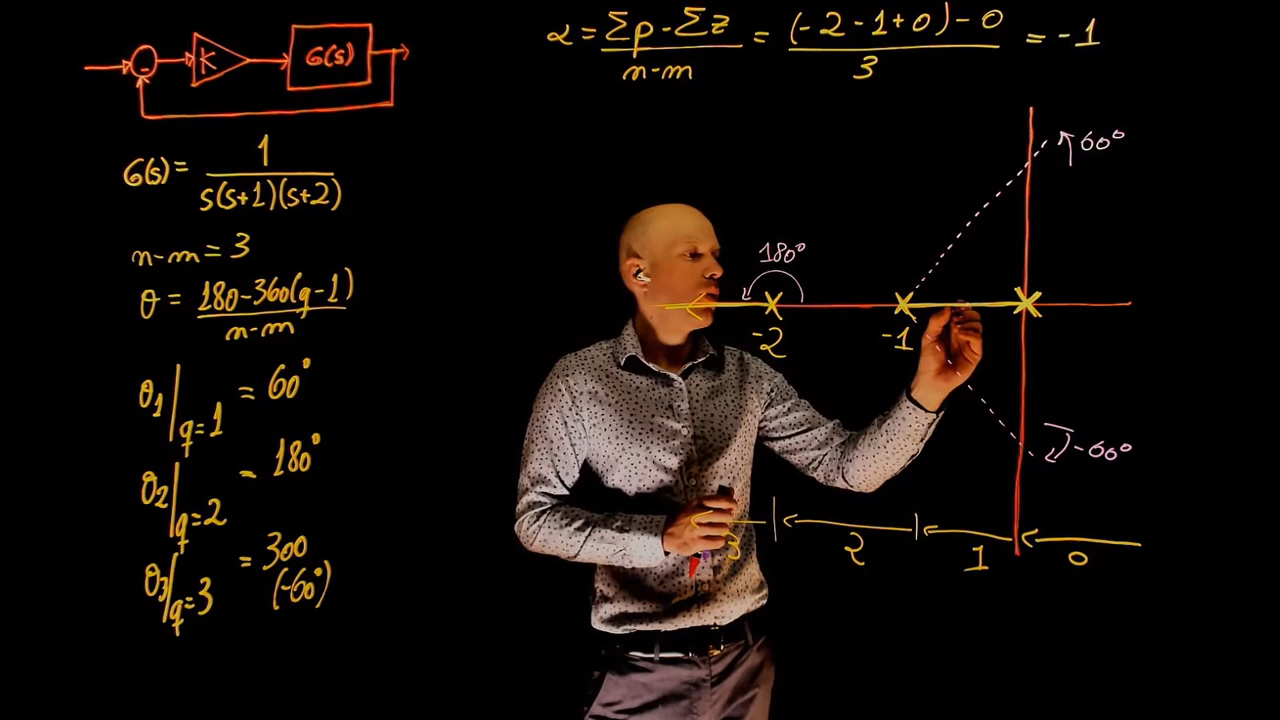 K G(s)
G(s)= 1
s(s+1)(s+2)
n-m=3
θ = 180-360(q-1)
n-m
θ1 | q=1 = 60°
θ2 | q=2 = 180°
θ3 | q=3 = 300
(-60°)
α = Σp-Σz = (-2-1+0)-0 = -1
n-m 3
60°
180°
-2 -1
-60°
3 2 1 0